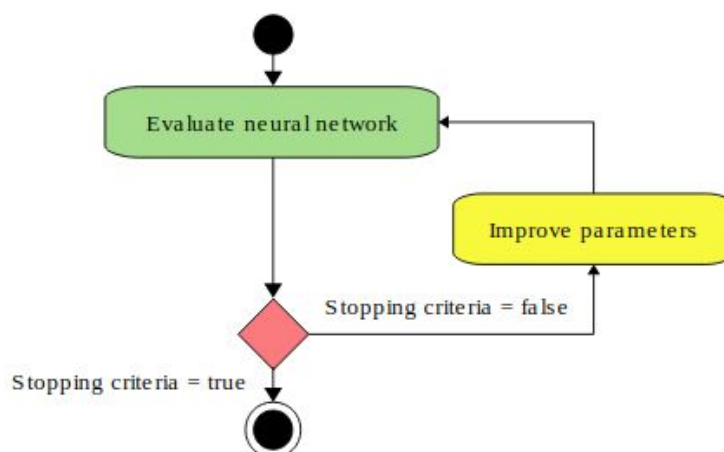 Evaluate neural network
Improve parameters
Stopping criteria = false
Stopping criteria = true